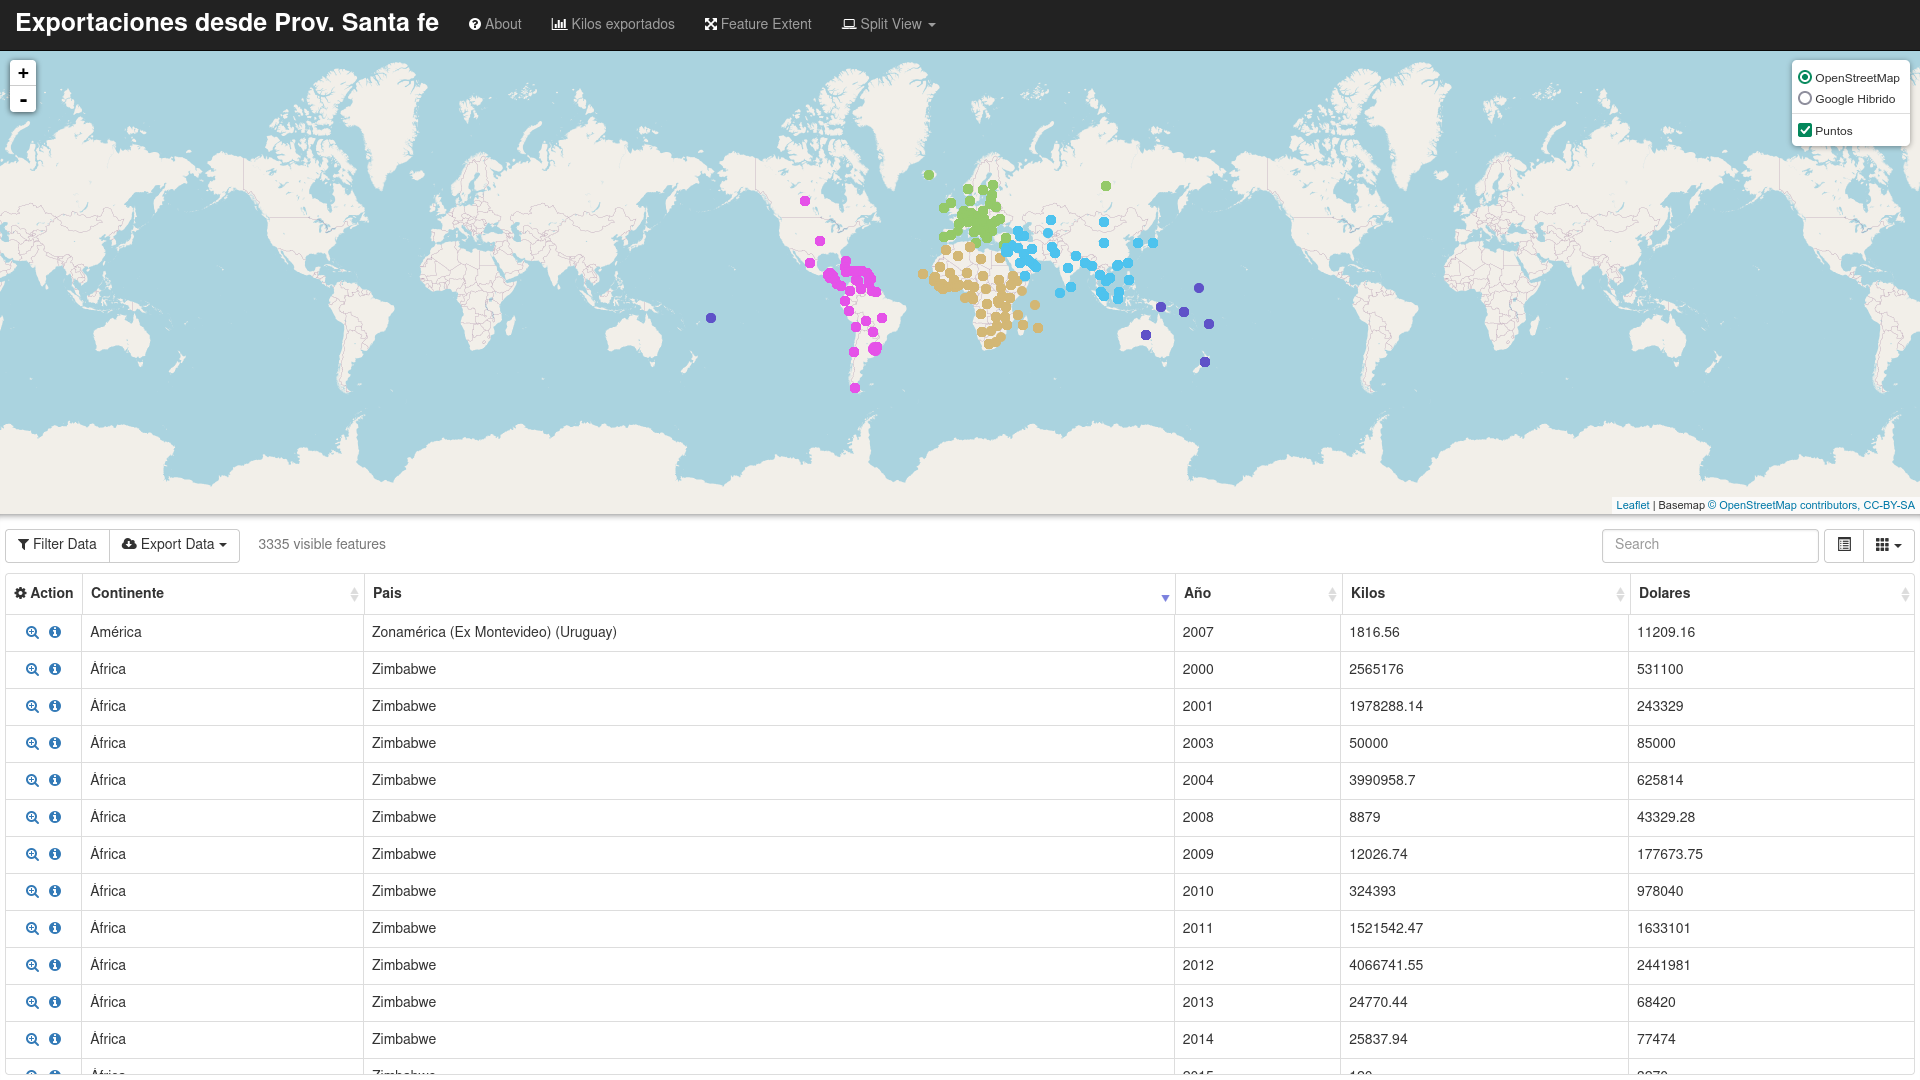 Exportaciones desde Prov. Santa fe About Kilos exportados Feature Extent Split View
+
-
OpenStreetMap
Google Hibrido
Puntos
Leaflet | Basemap © OpenStreetMap contributors, CC-BY-SA
Filter Data Export Data 3335 visible features Search
Action Continente Pais Año Kilos Dolares
América Zonamérica (Ex Montevideo) (Uruguay) 2007 1816.56 11209.16
África Zimbabwe 2000 2565176 531100
África Zimbabwe 2001 1978288.14 243329
África Zimbabwe 2003 50000 85000
África Zimbabwe 2004 3990958.7 625814
África Zimbabwe 2008 8879 43329.28
África Zimbabwe 2009 12026.74 177673.75
África Zimbabwe 2010 324393 978040
África Zimbabwe 2011 1521542.47 1633101
África Zimbabwe 2012 4066741.55 2441981
África Zimbabwe 2013 24770.44 68420
África Zimbabwe 2014 25837.94 77474
África Zimbabwe 2015